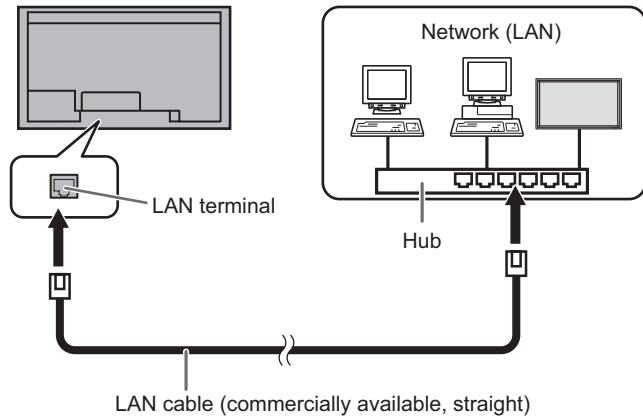 Network (LAN)
LAN terminal
Hub
LAN cable (commercially available, straight)